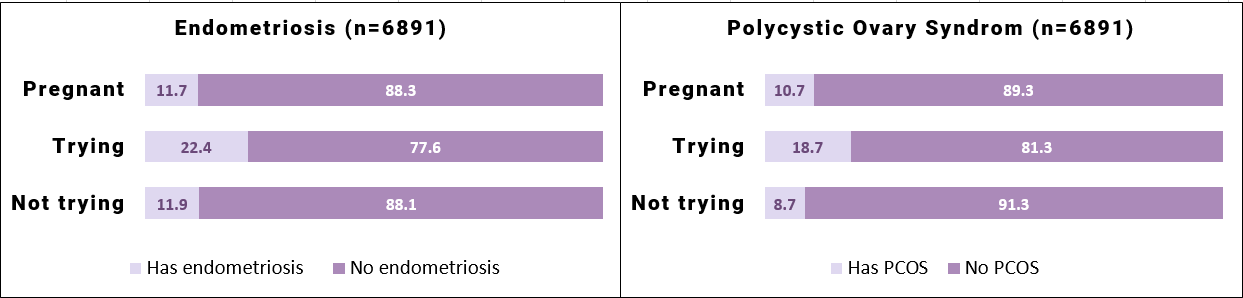 Endometriosis (n=6891)
Pregnant 11.7 88.3
Trying 22.4 77.6
Not trying 11.9 88.1
Has endometriosis No endometriosis
Polycystic Ovary Syndrom (n=6891)
Pregnant 10.7 89.3
Trying 18.7 81.3
Not trying 8.7 91.3
Has PCOS No PCOS